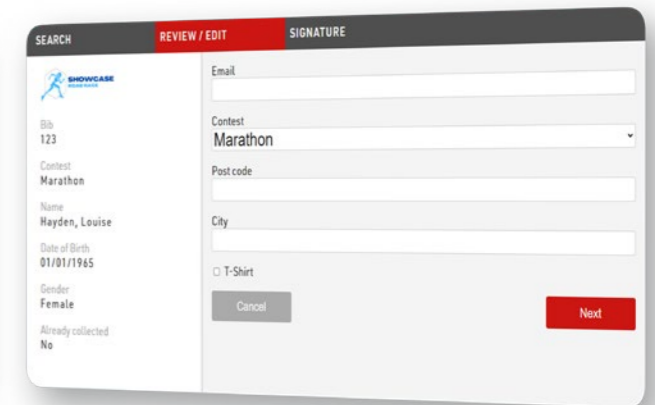 SEARCH
REVIEW / EDIT
SIGNATURE
SHOWCASE
Bib
123
Contest
Marathon
Name
Hayden, Louise
Date of Birth
01/01/1965
Gender
Female
Already collected
No
Email
Contest
Marathon
Post code
City
T-Shirt
Cancel
Next